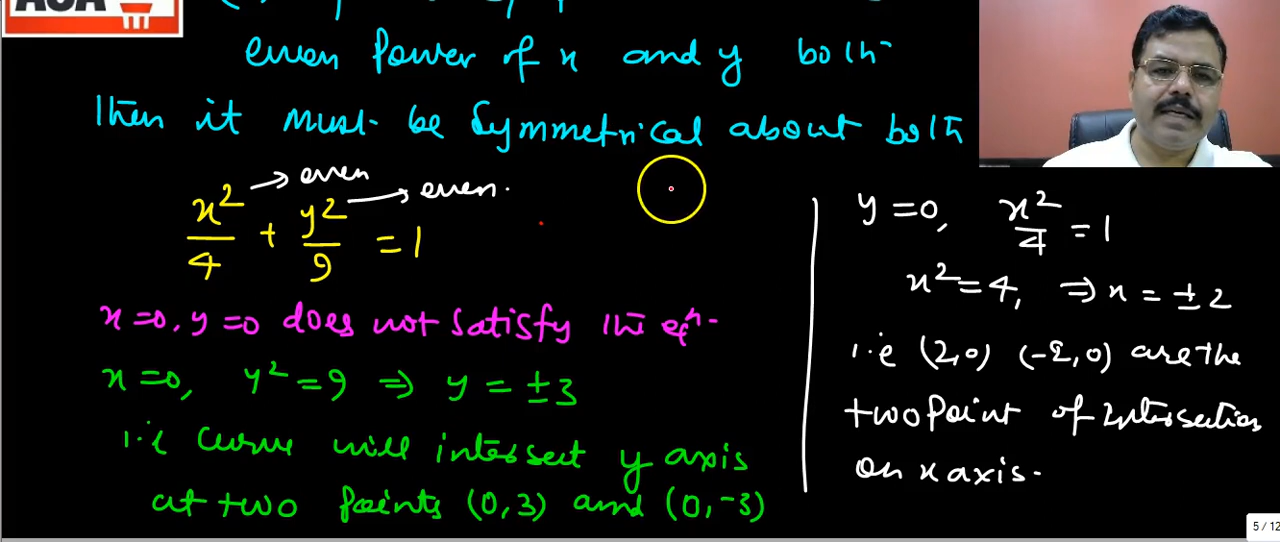 even Power of x and y both
Then it must be Symmetrical about both
x²/4 + y²/9 = 1
→ even
→ even.
x=0, y=0 does not satisfy the eqⁿ-
x=0, y²=9 ⇒ y = ±3
i.e curve will intersect y axis
at two points (0,3) and (0,-3)
y=0, x²/4 = 1
x²=4, ⇒ x = ±2
i.e (2,0) (-2,0) are the
two Point of intersection
on x axis-
5 / 12